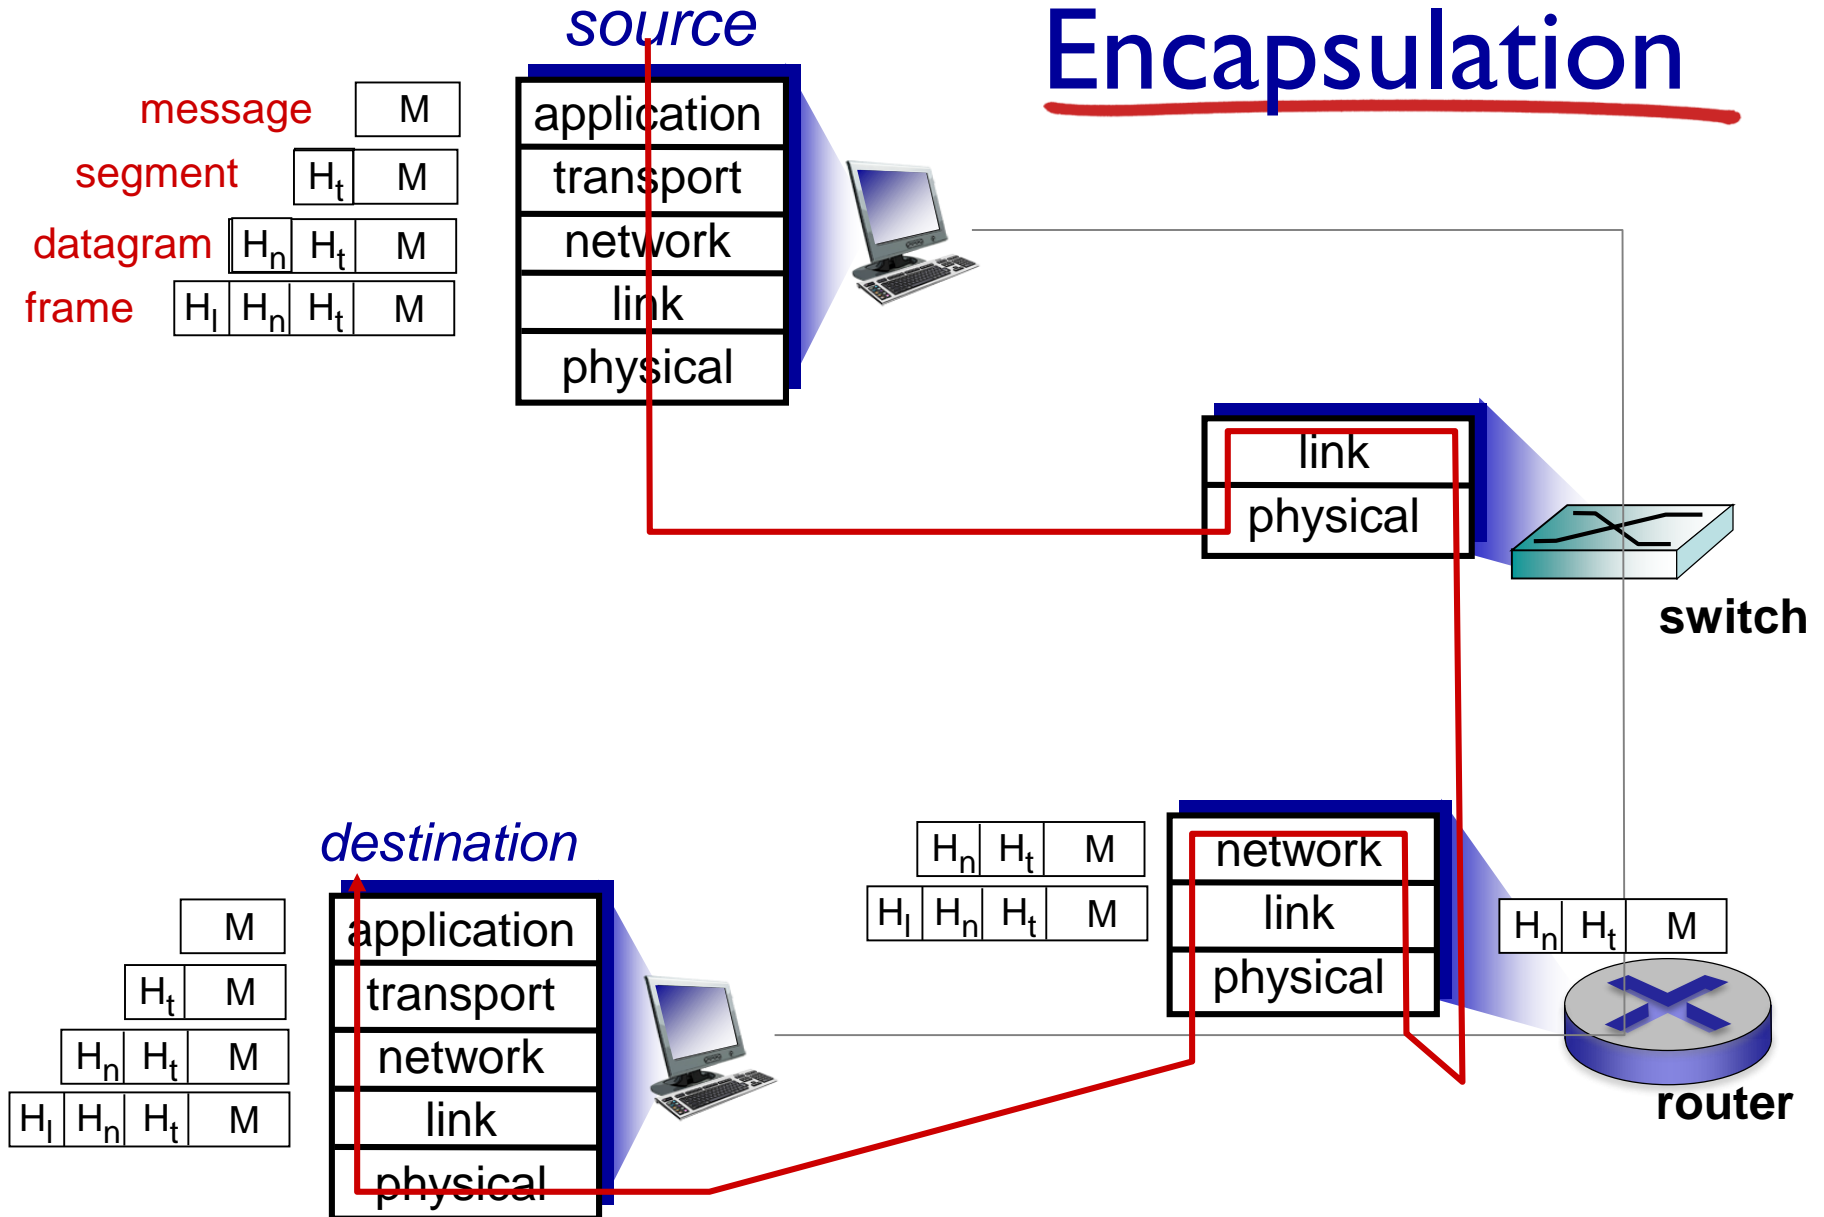 source
Encapsulation
message M
segment Ht M
datagram Hn Ht M
frame Hl Hn Ht M
application
transport
network
link
physical
link
physical
switch
destination
M
Ht M
Hn Ht M
Hl Hn Ht M
application
transport
network
link
physical
Hn Ht M
Hl Hn Ht M
network
link
physical
Hn Ht M
router